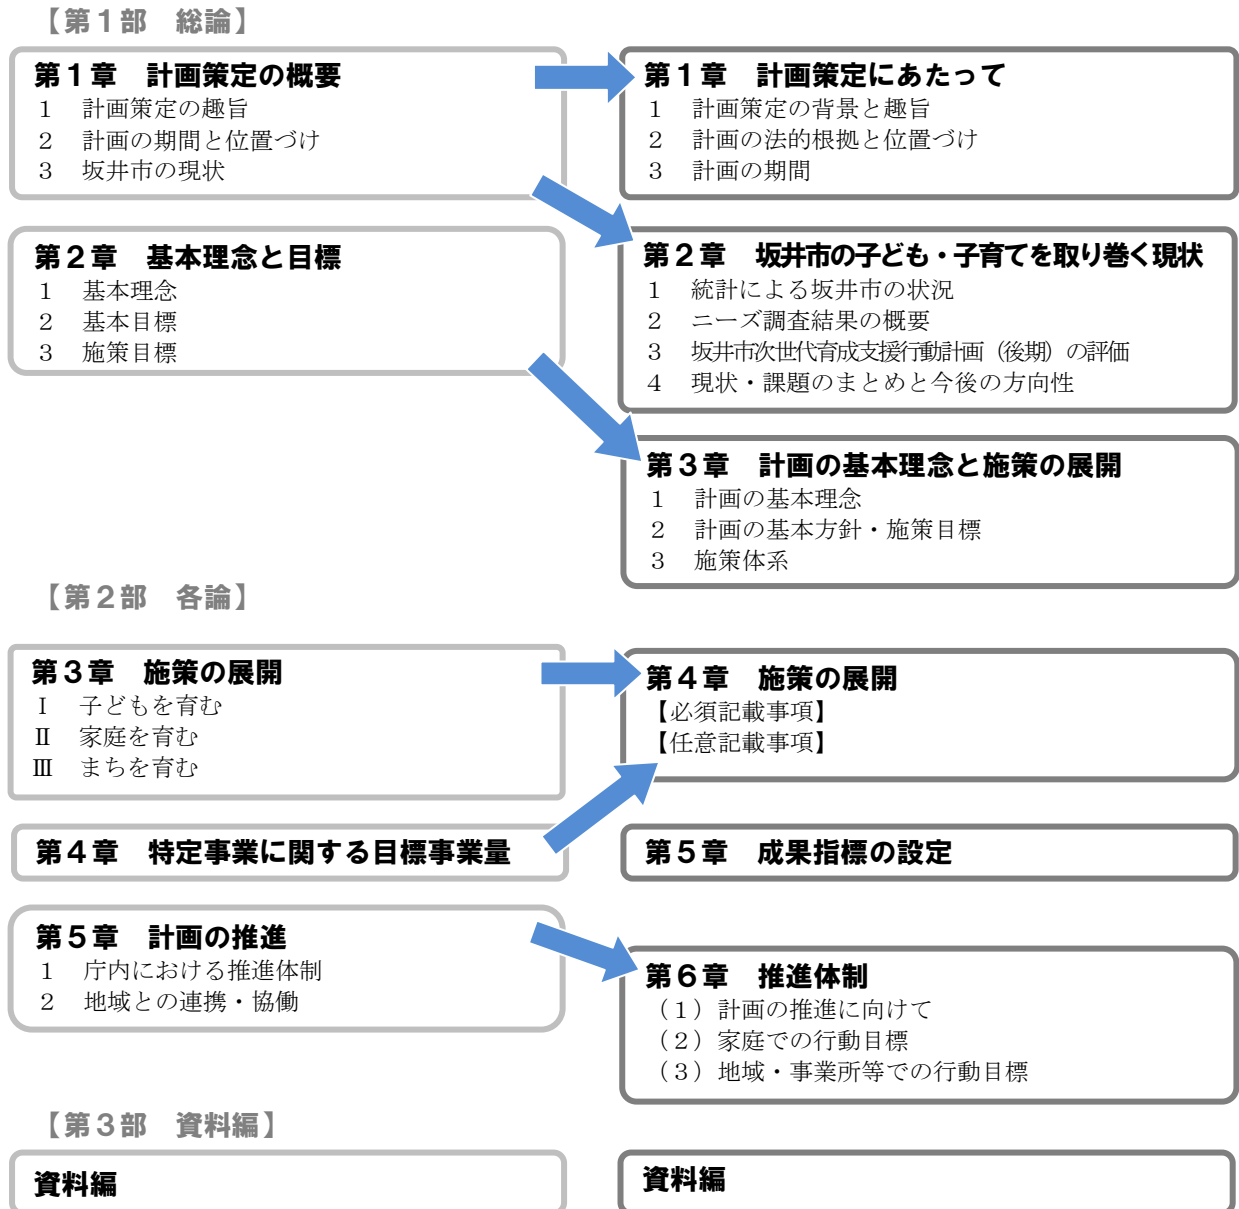 【第１部　総論】
第１章　計画策定の概要
１　計画策定の趣旨
２　計画の期間と位置づけ
３　坂井市の現状
第１章　計画策定にあたって
１　計画策定の背景と趣旨
２　計画の法的根拠と位置づけ
３　計画の期間
第２章　基本理念と目標
１　基本理念
２　基本目標
３　施策目標
第２章　坂井市の子ども・子育てを取り巻く現状
１　統計による坂井市の状況
２　ニーズ調査結果の概要
３　坂井市次世代育成支援行動計画（後期）の評価
４　現状・課題のまとめと今後の方向性
第３章　計画の基本理念と施策の展開
１　計画の基本理念
２　計画の基本方針・施策目標
３　施策体系
【第２部　各論】
第３章　施策の展開
Ⅰ　子どもを育む
Ⅱ　家庭を育む
Ⅲ　まちを育む
第４章　施策の展開
【必須記載事項】
【任意記載事項】
第４章　特定事業に関する目標事業量
第５章　成果指標の設定
第５章　計画の推進
１　庁内における推進体制
２　地域との連携・協働
第６章　推進体制
（１）計画の推進に向けて
（２）家庭での行動目標
（３）地域・事業所等での行動目標
【第３部　資料編】
資料編
資料編